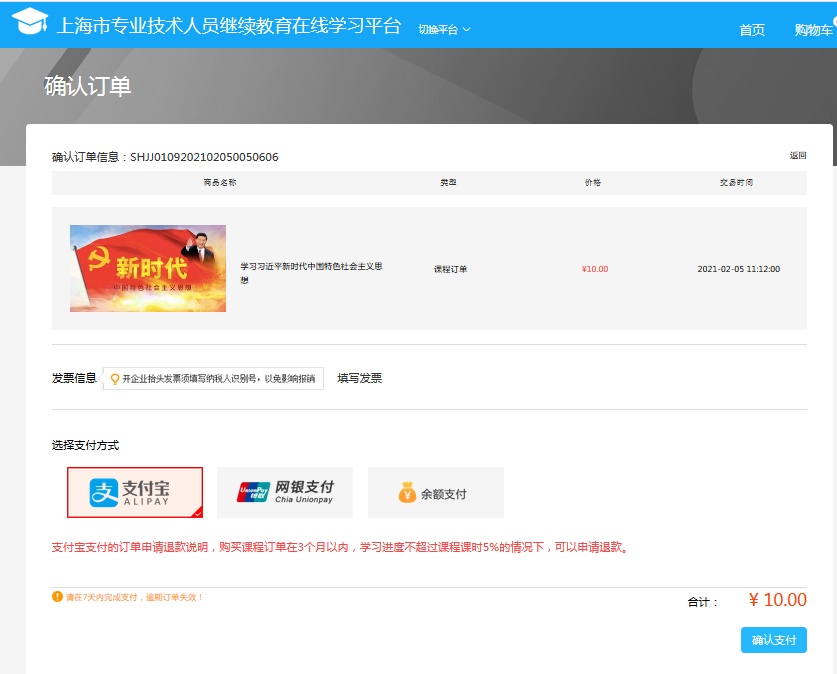 上海市专业技术人员继续教育在线学习平台 切换平台
首页 购物车
确认订单
确认订单信息：SHJJ0109202102050050606 返回
商品名称 类型 价格 交易时间
新时代
中国特色社会主义思想
学习习近平新时代中国特色社会主义思
想
课程订单 ¥10.00 2021-02-05 11:12:00
发票信息 开企业抬头发票须填写纳税人识别号，以免影响报销 填写发票
选择支付方式
支付宝
ALIPAY
UnionPay
银联
网银支付
Chia Unionpay
余额支付
支付宝支付的订单申请退款说明，购买课程订单在3个月以内，学习进度不超过课程课时5%的情况下，可以申请退款。
请在7天内完成支付，逾期订单失效！
合计： ¥ 10.00
确认支付